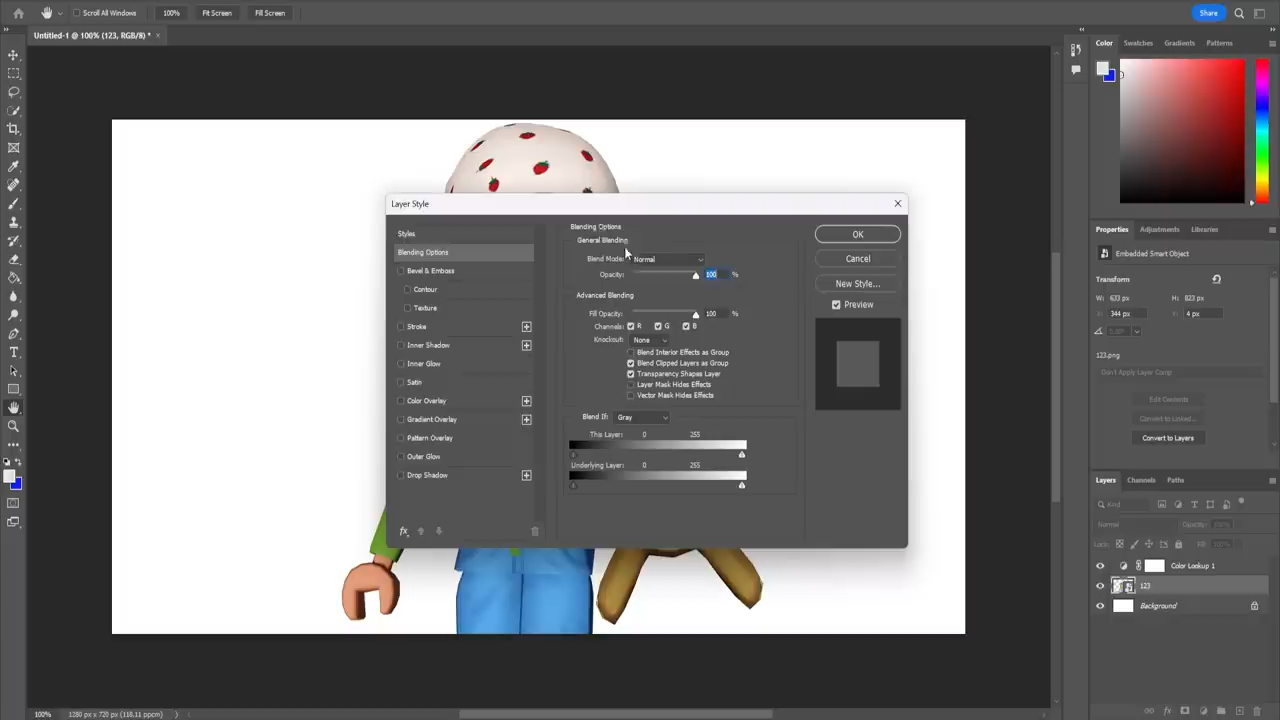 Scroll All Windows 100% Fit Screen Fill Screen Share
Untitled-1 @ 100% (123, RGB/8) * ×
Color Swatches Gradients Patterns
Layer Style
Styles
Blending Options
Bevel & Emboss
Contour
Texture
Stroke
Inner Shadow
Inner Glow
Satin
Color Overlay
Gradient Overlay
Pattern Overlay
Outer Glow
Drop Shadow
fx
Blending Options
General Blending
Blend Mode: Normal
Opacity: 100 %
Advanced Blending
Fill Opacity: 100 %
Channels: R G B
Knockout: None
Blend Interior Effects as Group
Blend Clipped Layers as Group
Transparency Shapes Layer
Layer Mask Hides Effects
Vector Mask Hides Effects
Blend If: Gray
This Layer: 0 255
Underlying Layer: 0 255
OK
Cancel
New Style...
Preview
Properties Adjustments Libraries
Embedded Smart Object
Transform
W: 633 px H: 823 px
X: 344 px Y: 4 px
0.00°
123.png
Don't Apply Layer Comp
Edit Contents
Convert to Linked...
Convert to Layers
Layers Channels Paths
Kind
Normal Opacity: 100%
Lock: Fill: 100%
Color Lookup 1
123
Background
fx
100% 1280 px x 720 px (118.11 ppcm)